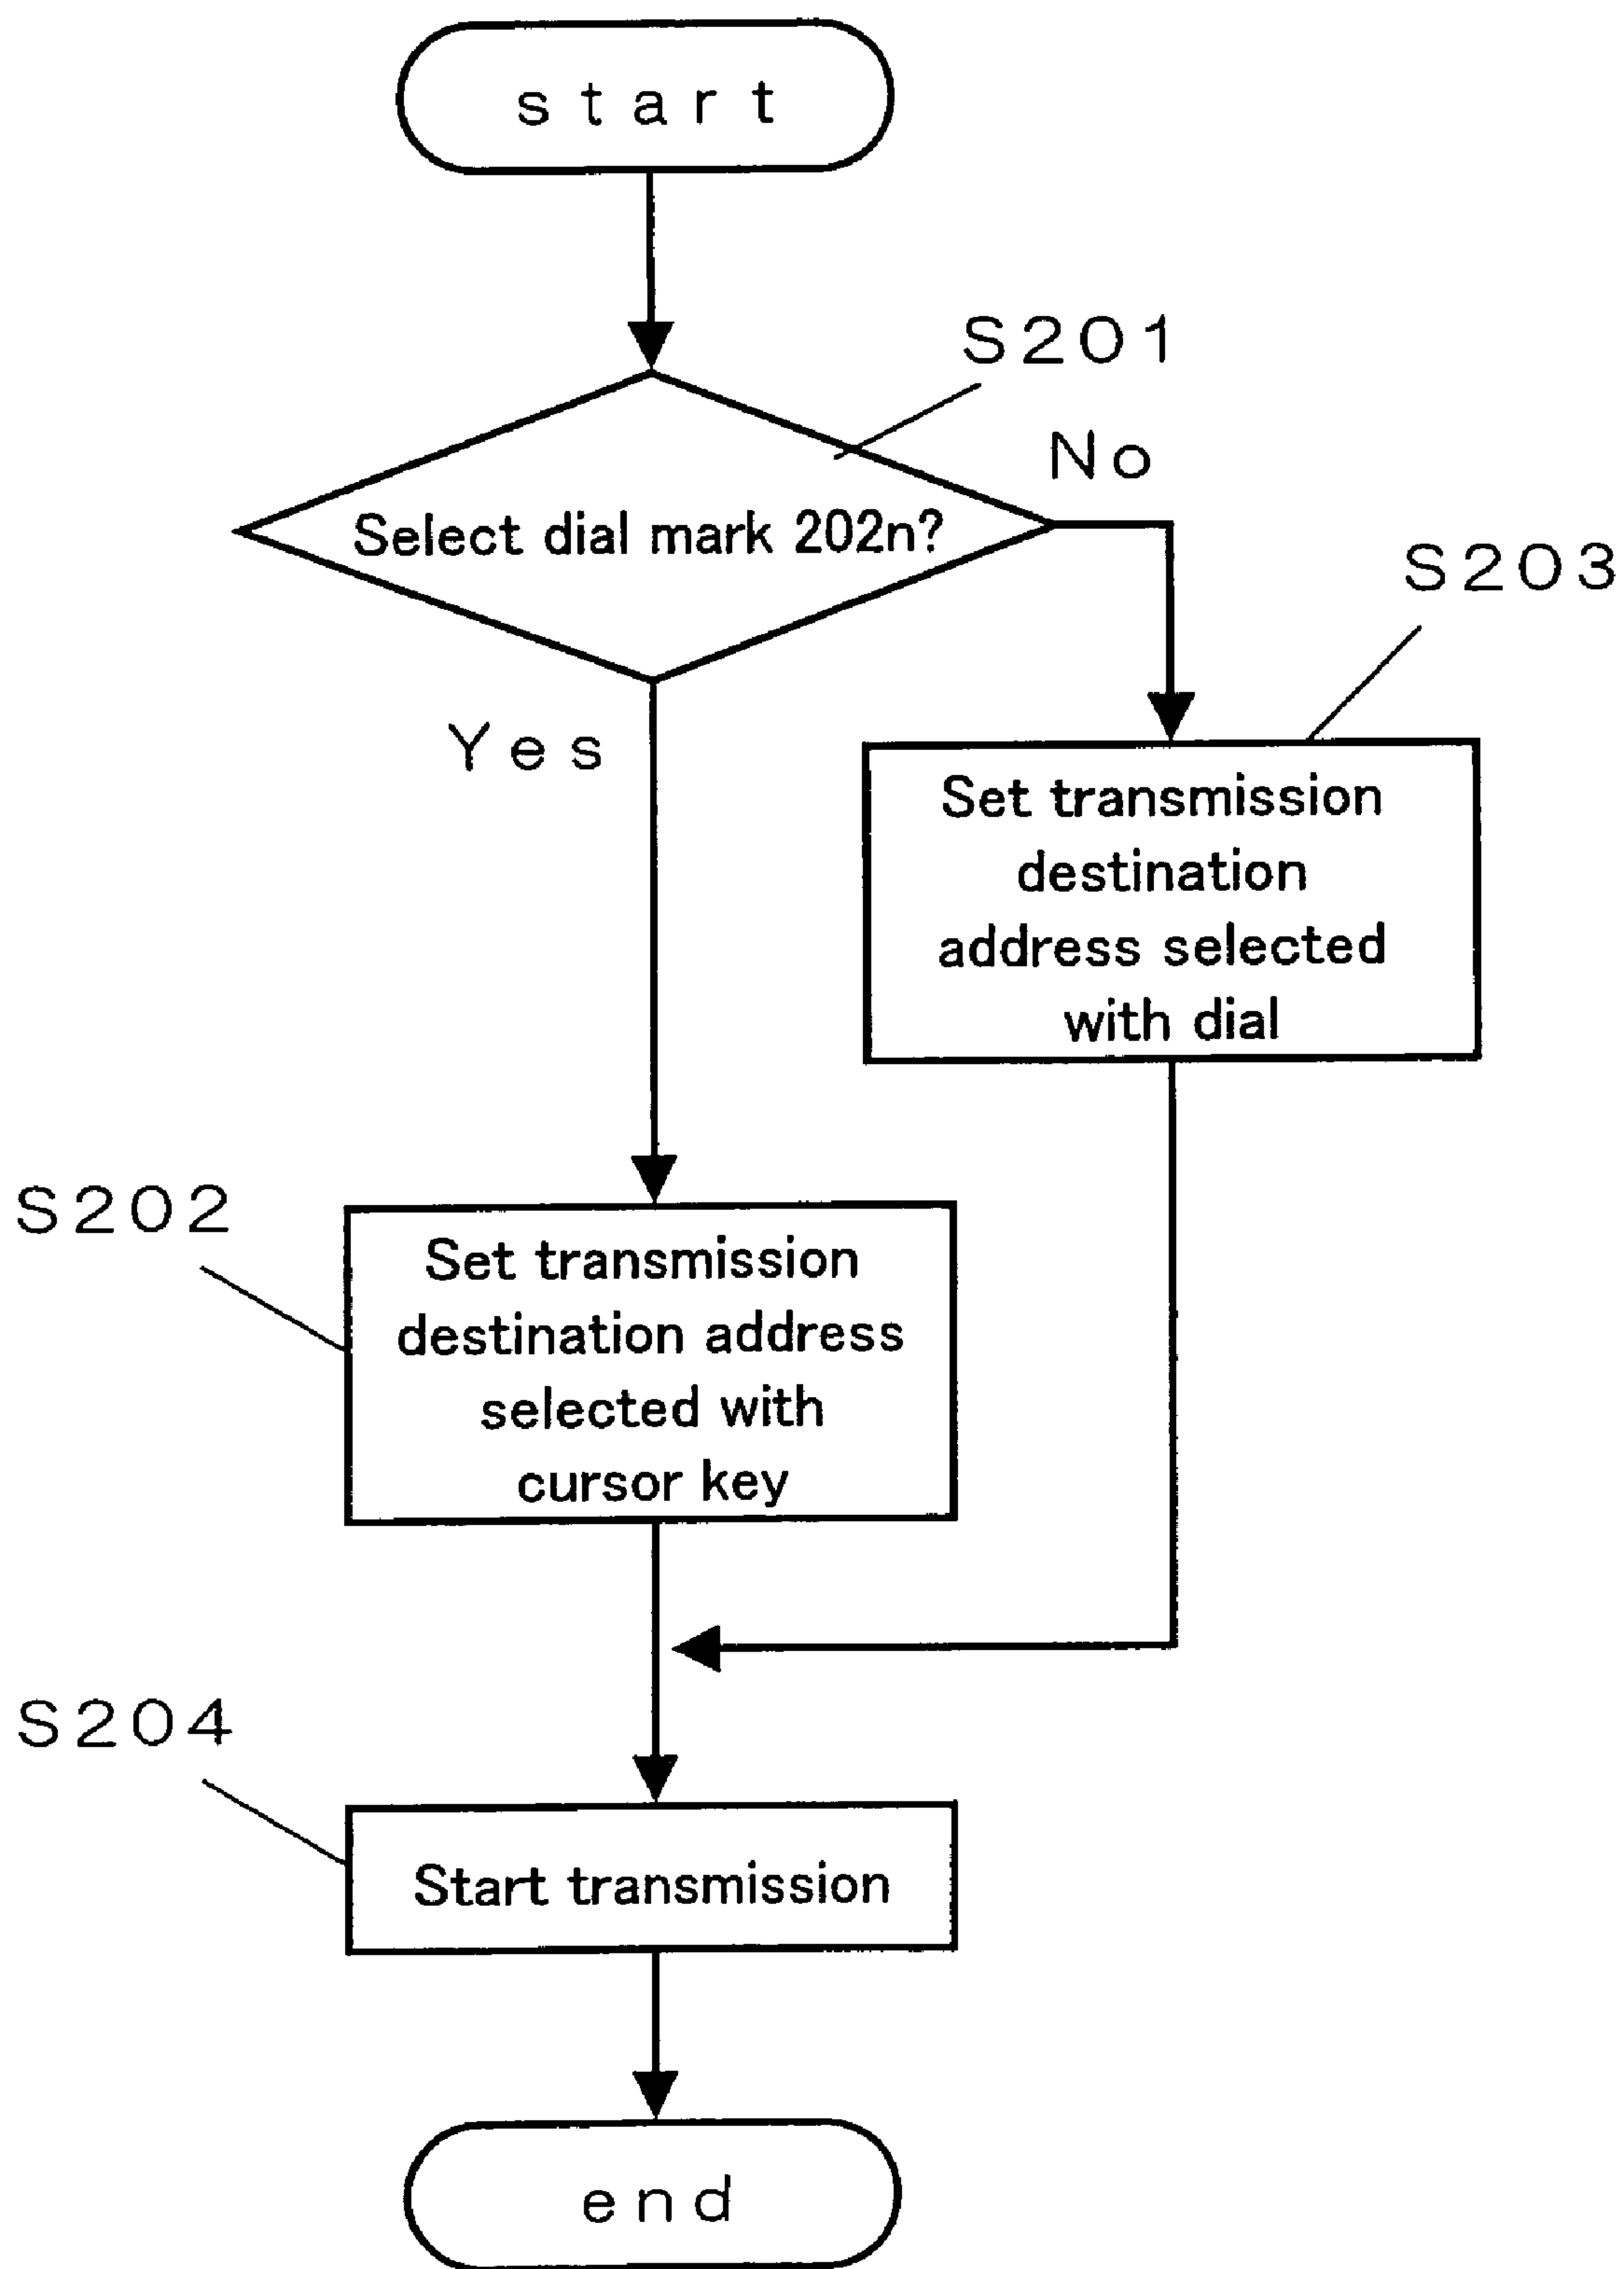 start
S201
No
Select dial mark 202n?
S203
Yes
Set transmission
destination
address selected
with dial
S202
Set transmission
destination address
selected with
cursor key
S204
Start transmission
end